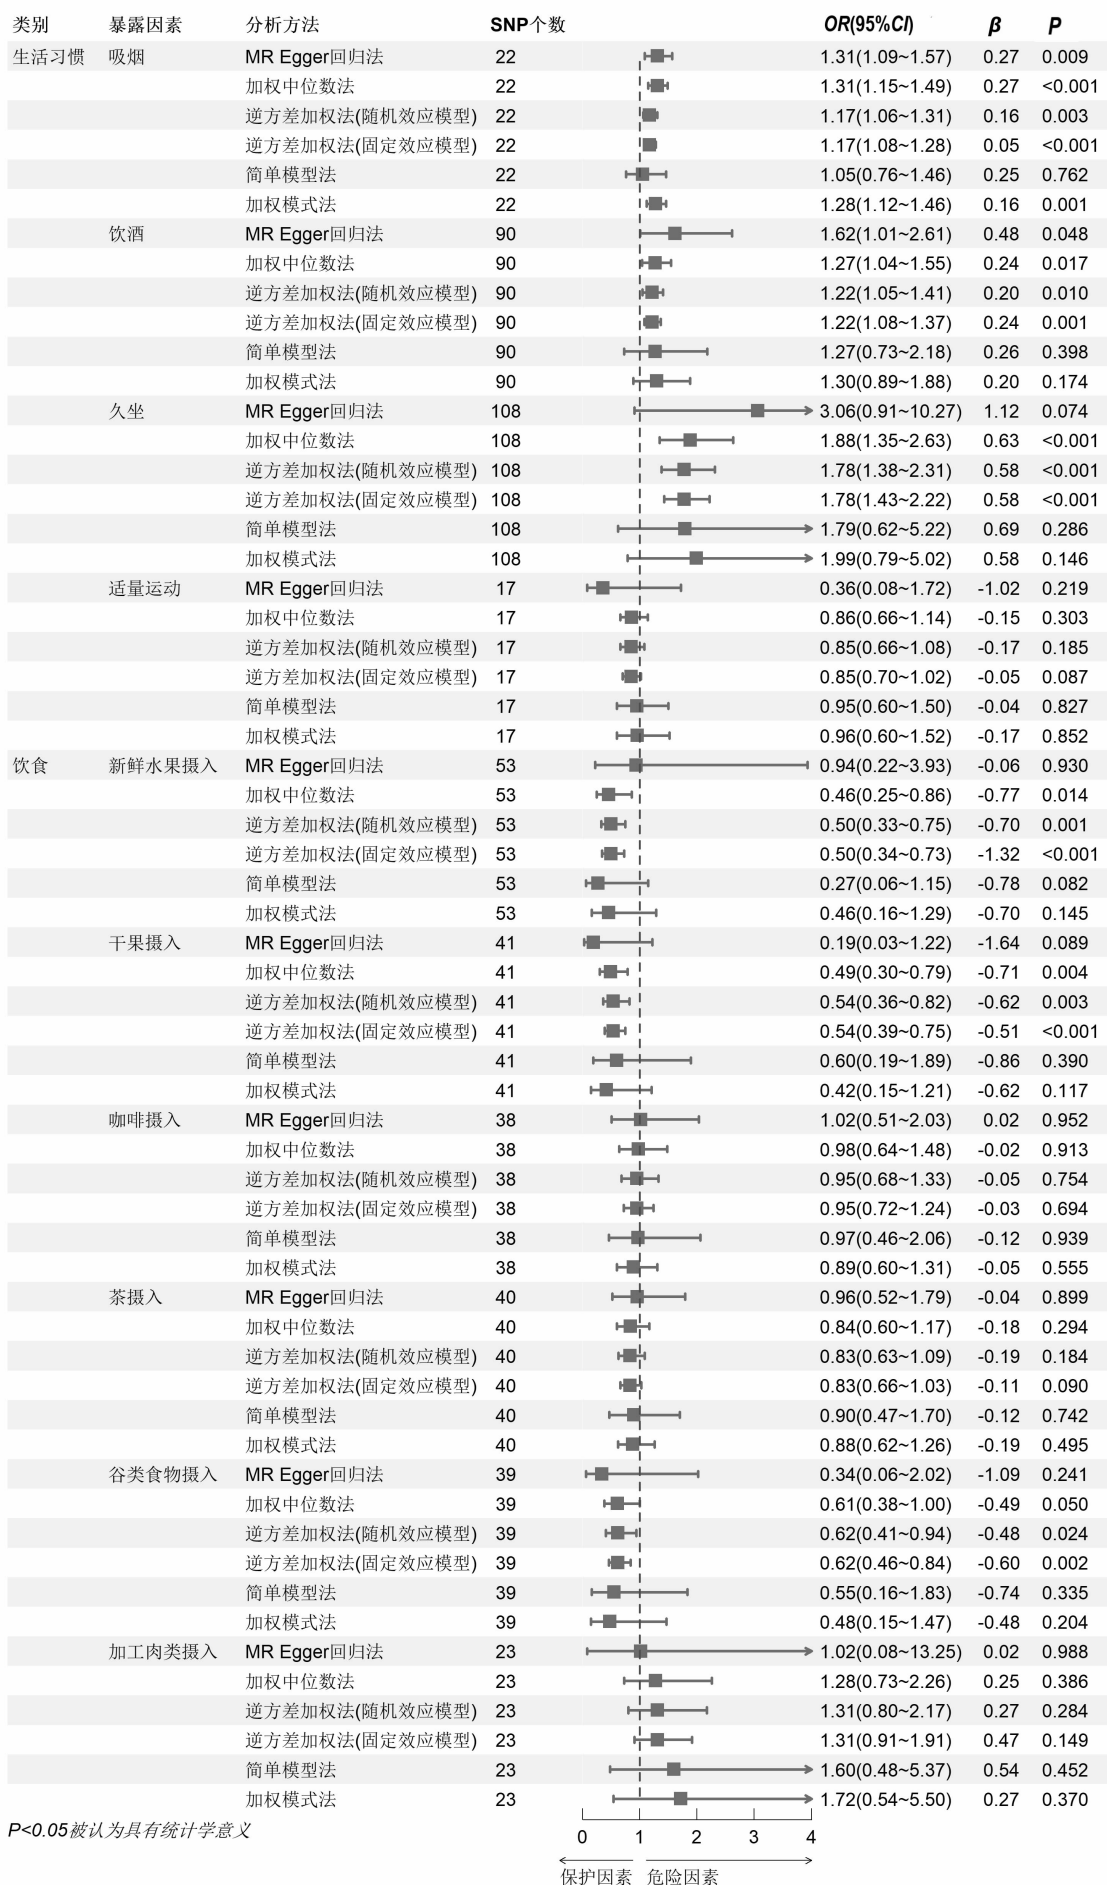 类别 暴露因素 分析方法 SNP个数 OR(95%CI) β P
生活习惯 吸烟 MR Egger回归法 22 1.31(1.09~1.57) 0.27 0.009
加权中位数法 22 1.31(1.15~1.49) 0.27 <0.001
逆方差加权法(随机效应模型) 22 1.17(1.06~1.31) 0.16 0.003
逆方差加权法(固定效应模型) 22 1.17(1.08~1.28) 0.05 <0.001
简单模型法 22 1.05(0.76~1.46) 0.25 0.762
加权模式法 22 1.28(1.12~1.46) 0.16 0.001
饮酒 MR Egger回归法 90 1.62(1.01~2.61) 0.48 0.048
加权中位数法 90 1.27(1.04~1.55) 0.24 0.017
逆方差加权法(随机效应模型) 90 1.22(1.05~1.41) 0.20 0.010
逆方差加权法(固定效应模型) 90 1.22(1.08~1.37) 0.24 0.001
简单模型法 90 1.27(0.73~2.18) 0.26 0.398
加权模式法 90 1.30(0.89~1.88) 0.20 0.174
久坐 MR Egger回归法 108 3.06(0.91~10.27) 1.12 0.074
加权中位数法 108 1.88(1.35~2.63) 0.63 <0.001
逆方差加权法(随机效应模型) 108 1.78(1.38~2.31) 0.58 <0.001
逆方差加权法(固定效应模型) 108 1.78(1.43~2.22) 0.58 <0.001
简单模型法 108 1.79(0.62~5.22) 0.69 0.286
加权模式法 108 1.99(0.79~5.02) 0.58 0.146
适量运动 MR Egger回归法 17 0.36(0.08~1.72) -1.02 0.219
加权中位数法 17 0.86(0.66~1.14) -0.15 0.303
逆方差加权法(随机效应模型) 17 0.85(0.66~1.08) -0.17 0.185
逆方差加权法(固定效应模型) 17 0.85(0.70~1.02) -0.05 0.087
简单模型法 17 0.95(0.60~1.50) -0.04 0.827
加权模式法 17 0.96(0.60~1.52) -0.17 0.852
饮食 新鲜水果摄入 MR Egger回归法 53 0.94(0.22~3.93) -0.06 0.930
加权中位数法 53 0.46(0.25~0.86) -0.77 0.014
逆方差加权法(随机效应模型) 53 0.50(0.33~0.75) -0.70 0.001
逆方差加权法(固定效应模型) 53 0.50(0.34~0.73) -1.32 <0.001
简单模型法 53 0.27(0.06~1.15) -0.78 0.082
加权模式法 53 0.46(0.16~1.29) -0.70 0.145
干果摄入 MR Egger回归法 41 0.19(0.03~1.22) -1.64 0.089
加权中位数法 41 0.49(0.30~0.79) -0.71 0.004
逆方差加权法(随机效应模型) 41 0.54(0.36~0.82) -0.62 0.003
逆方差加权法(固定效应模型) 41 0.54(0.39~0.75) -0.51 <0.001
简单模型法 41 0.60(0.19~1.89) -0.86 0.390
加权模式法 41 0.42(0.15~1.21) -0.62 0.117
咖啡摄入 MR Egger回归法 38 1.02(0.51~2.03) 0.02 0.952
加权中位数法 38 0.98(0.64~1.48) -0.02 0.913
逆方差加权法(随机效应模型) 38 0.95(0.68~1.33) -0.05 0.754
逆方差加权法(固定效应模型) 38 0.95(0.72~1.24) -0.03 0.694
简单模型法 38 0.97(0.46~2.06) -0.12 0.939
加权模式法 38 0.89(0.60~1.31) -0.05 0.555
茶摄入 MR Egger回归法 40 0.96(0.52~1.79) -0.04 0.899
加权中位数法 40 0.84(0.60~1.17) -0.18 0.294
逆方差加权法(随机效应模型) 40 0.83(0.63~1.09) -0.19 0.184
逆方差加权法(固定效应模型) 40 0.83(0.66~1.03) -0.11 0.090
简单模型法 40 0.90(0.47~1.70) -0.12 0.742
加权模式法 40 0.88(0.62~1.26) -0.19 0.495
谷类食物摄入 MR Egger回归法 39 0.34(0.06~2.02) -1.09 0.241
加权中位数法 39 0.61(0.38~1.00) -0.49 0.050
逆方差加权法(随机效应模型) 39 0.62(0.41~0.94) -0.48 0.024
逆方差加权法(固定效应模型) 39 0.62(0.46~0.84) -0.60 0.002
简单模型法 39 0.55(0.16~1.83) -0.74 0.335
加权模式法 39 0.48(0.15~1.47) -0.48 0.204
加工肉类摄入 MR Egger回归法 23 1.02(0.08~13.25) 0.02 0.988
加权中位数法 23 1.28(0.73~2.26) 0.25 0.386
逆方差加权法(随机效应模型) 23 1.31(0.80~2.17) 0.27 0.284
逆方差加权法(固定效应模型) 23 1.31(0.91~1.91) 0.47 0.149
简单模型法 23 1.60(0.48~5.37) 0.54 0.452
加权模式法 23 1.72(0.54~5.50) 0.27 0.370
P<0.05被认为具有统计学意义
0 1 2 3 4
保护因素 危险因素